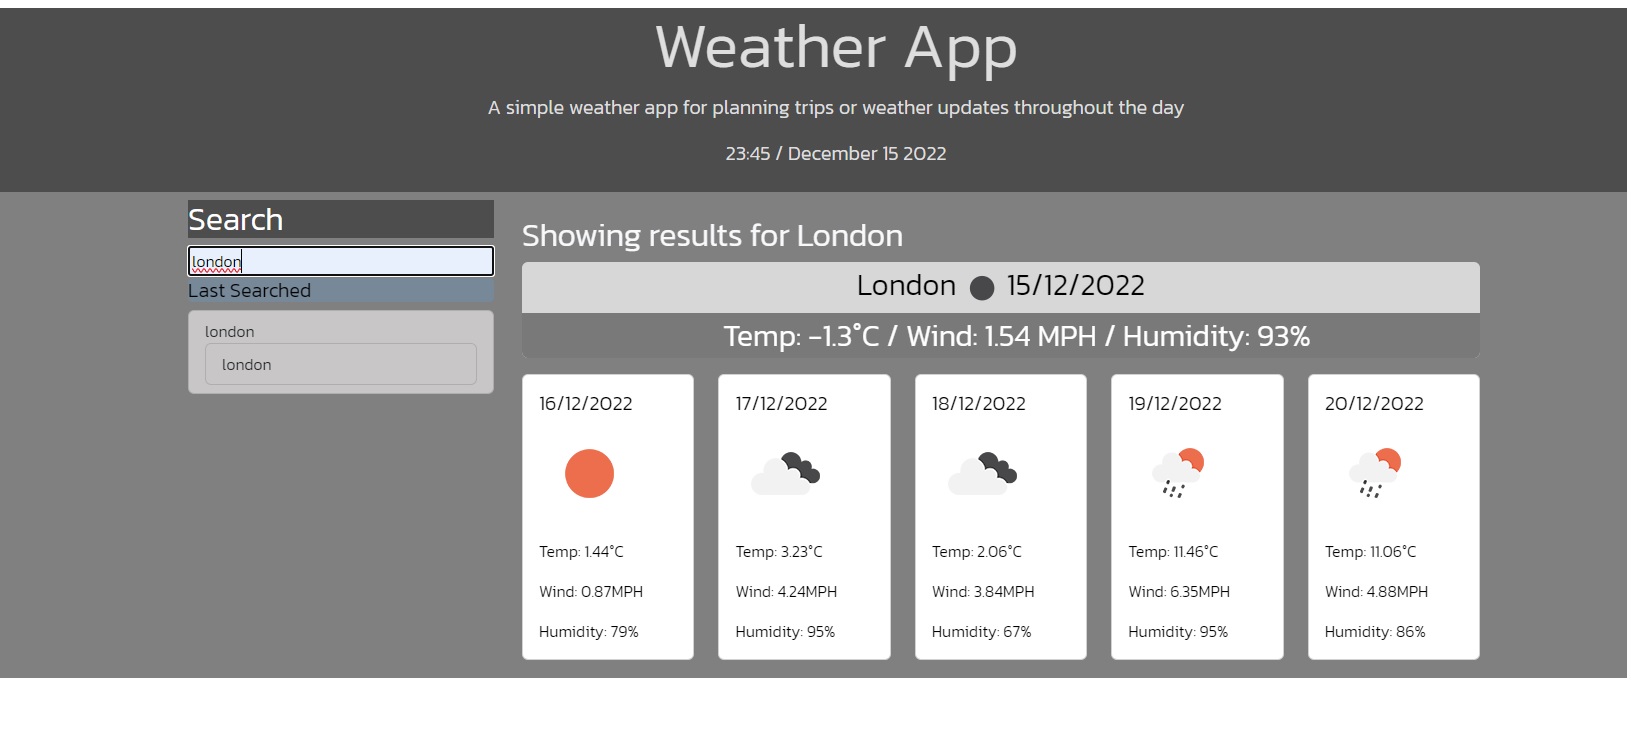 Weather App
A simple weather app for planning trips or weather updates throughout the day
23:45 / December 15 2022
Search
london
Last Searched
london
london
Showing results for London
London 15/12/2022
Temp: -1.3°C / Wind: 1.54 MPH / Humidity: 93%
16/12/2022
Temp: 1.44°C
Wind: 0.87MPH
Humidity: 79%
17/12/2022
Temp: 3.23°C
Wind: 4.24MPH
Humidity: 95%
18/12/2022
Temp: 2.06°C
Wind: 3.84MPH
Humidity: 67%
19/12/2022
Temp: 11.46°C
Wind: 6.35MPH
Humidity: 95%
20/12/2022
Temp: 11.06°C
Wind: 4.88MPH
Humidity: 86%